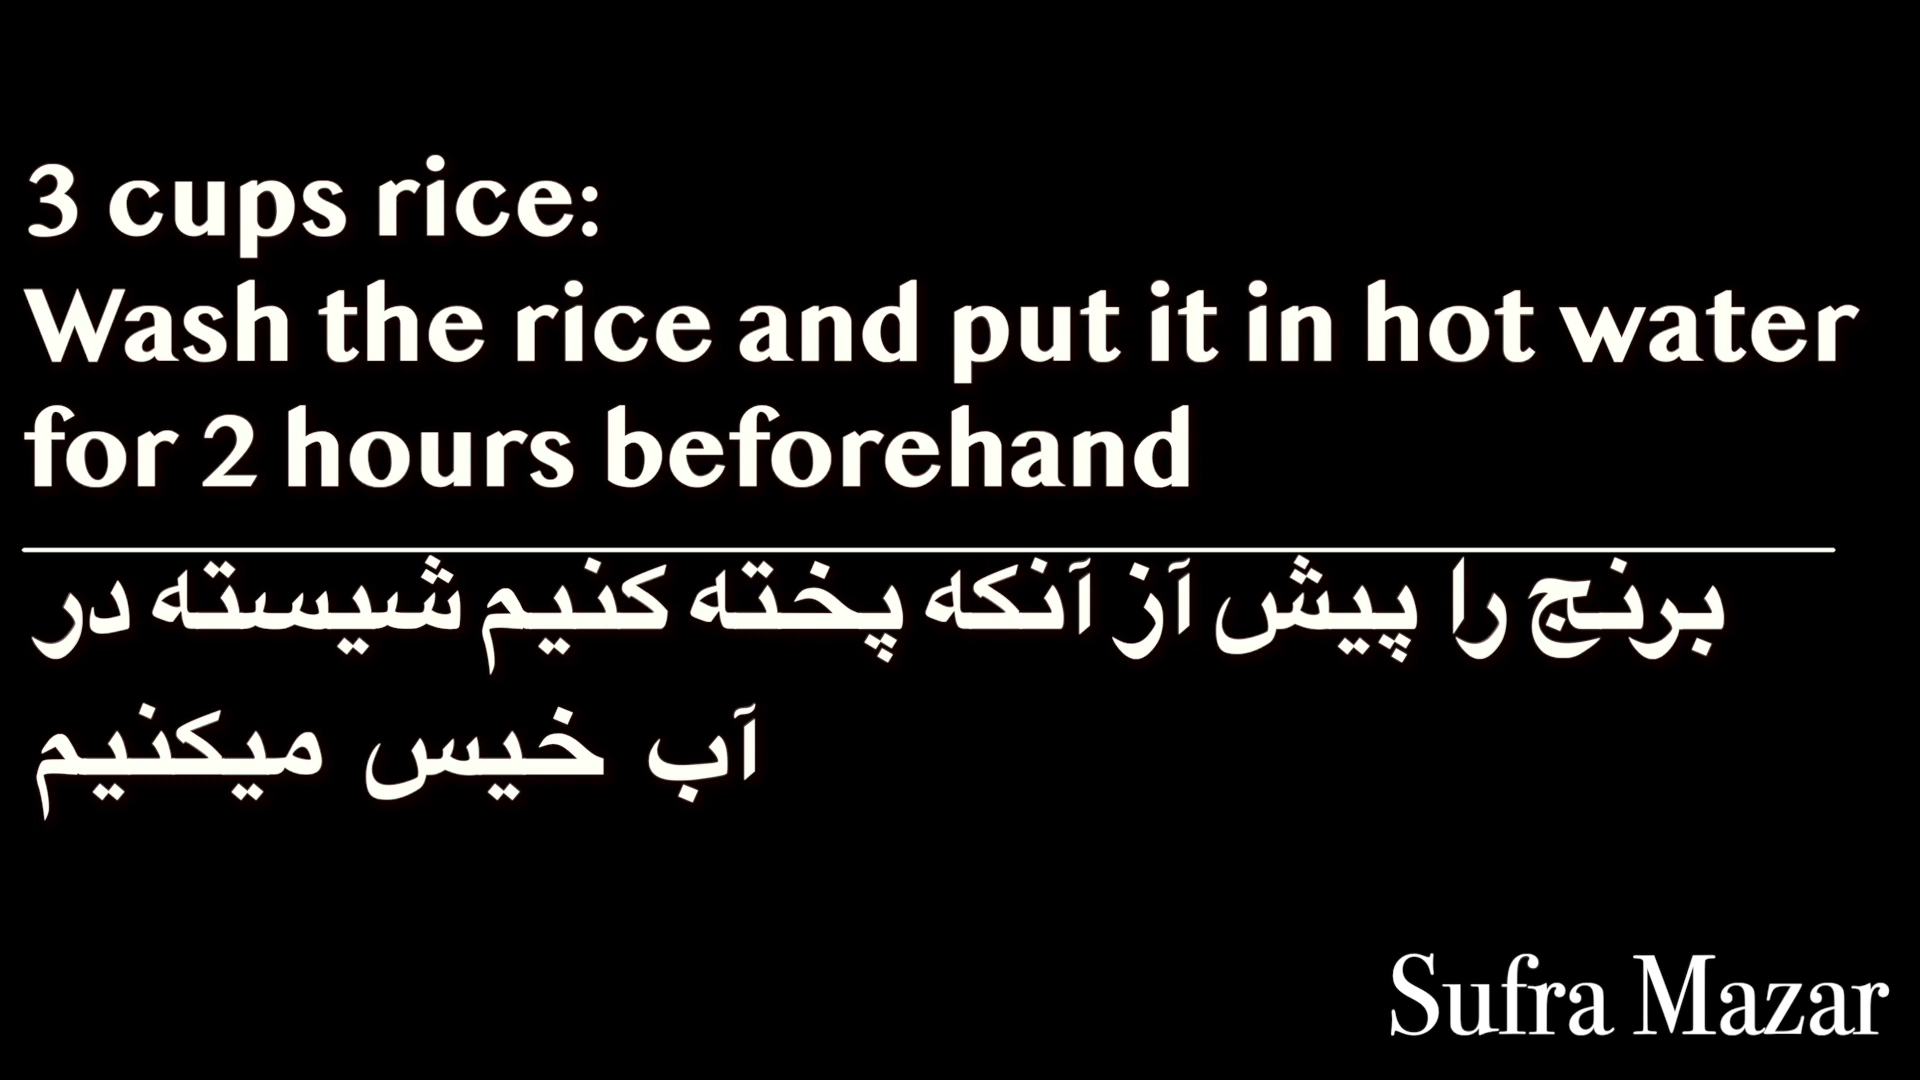 3 cups rice:
Wash the rice and put it in hot water
for 2 hours beforehand
برنج را پیش آز آنکه پخته کنیم شیسته در
آب خیس میکنیم
Sufra Mazar